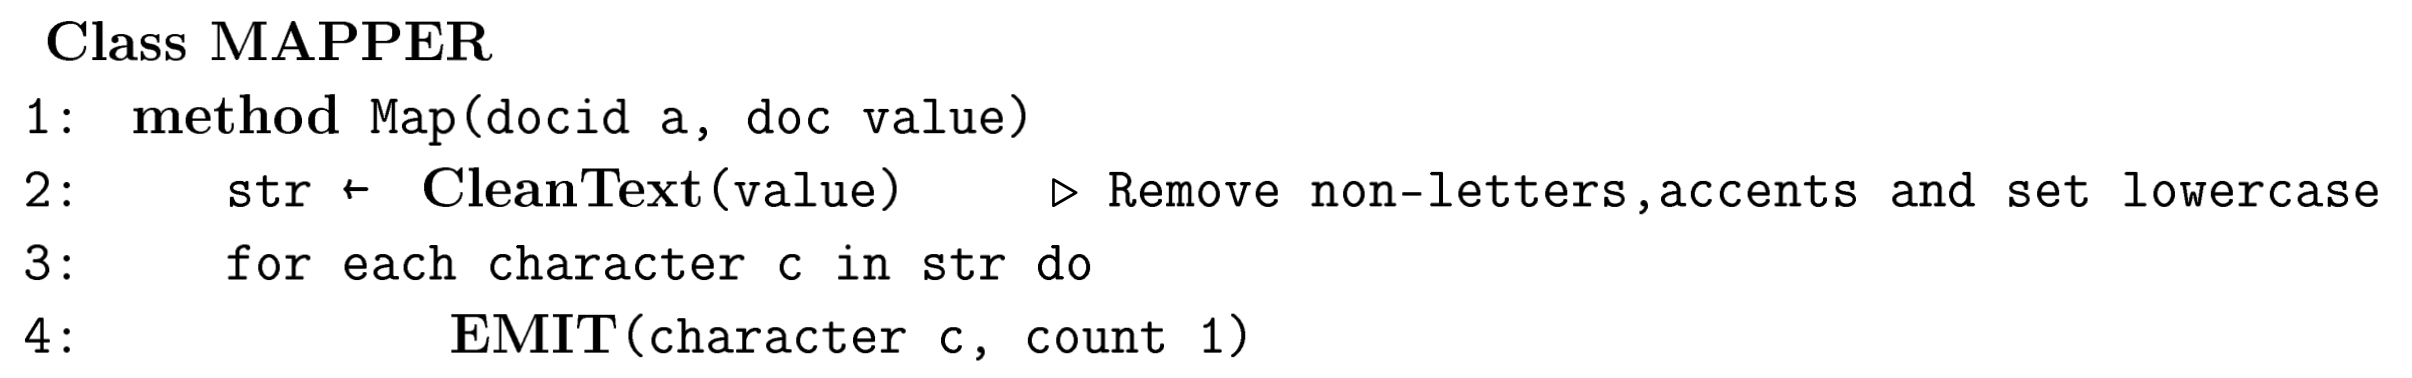 Class MAPPER
1: method Map(docid a, doc value)
2: str ← CleanText(value) ▷ Remove non-letters,accents and set lowercase
3: for each character c in str do
4: EMIT(character c, count 1)